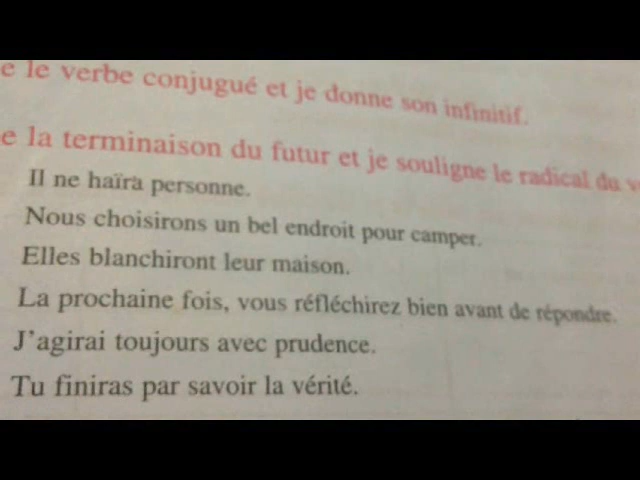 e le verbe conjugué et je donne son infinitif.
e la terminaison du futur et je souligne le radical du
Il ne haïra personne.
Nous choisirons un bel endroit pour camper.
Elles blanchiront leur maison.
La prochaine fois, vous réfléchirez bien avant de répondre.
J'agirai toujours avec prudence.
Tu finiras par savoir la vérité.